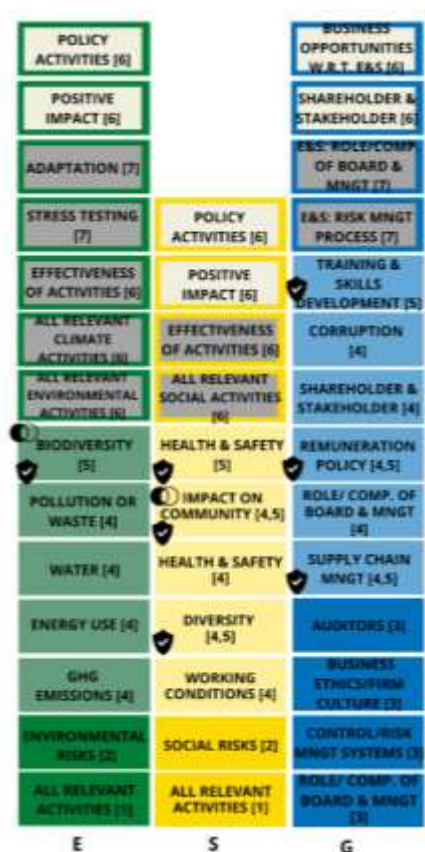 POLICY
ACTIVITIES [6]
POSITIVE
IMPACT [6]
ADAPTATION [7]
STRESS TESTING
[7]
EFFECTIVENESS
OF ACTIVITIES [6]
ALL RELEVANT
CLIMATE
ACTIVITIES [6]
ALL RELEVANT
ENVIRONMENTAL
ACTIVITIES [6]
BIODIVERSITY
[5]
POLLUTION OR
WASTE [4]
WATER [4]
ENERGY USE [4]
GHG
EMISSIONS [4]
ENVIRONMENTAL
RISKS [2]
ALL RELEVANT
ACTIVITIES [1]
E
POLICY
ACTIVITIES [6]
POSITIVE
IMPACT [6]
EFFECTIVENESS
OF ACTIVITIES [6]
ALL RELEVANT
SOCIAL ACTIVITIES
[6]
HEALTH & SAFETY
[5]
IMPACT ON
COMMUNITY [4,5]
HEALTH & SAFETY
[4]
DIVERSITY
[4,5]
WORKING
CONDITIONS [4]
SOCIAL RISKS [2]
ALL RELEVANT
ACTIVITIES [1]
S
BUSINESS
OPPORTUNITIES
W.R.T. E&S [6]
SHAREHOLDER &
STAKEHOLDER [6]
E&S: ROLE/COMP.
OF BOARD &
MNGT [7]
E&S: RISK MNGT
PROCESS [7]
TRAINING &
SKILLS
DEVELOPMENT [5]
CORRUPTION
[4]
SHAREHOLDER &
STAKEHOLDER [4]
REMUNERATION
POLICY [4,5]
ROLE/ COMP. OF
BOARD & MNGT
[4]
SUPPLY CHAIN
MNGT [4,5]
AUDITORS [3]
BUSINESS
ETHICS/FIRM
CULTURE [3]
CONTROL/RISK
MNGT SYSTEMS [3]
ROLE/ COMP. OF
BOARD & MNGT
[3]
G